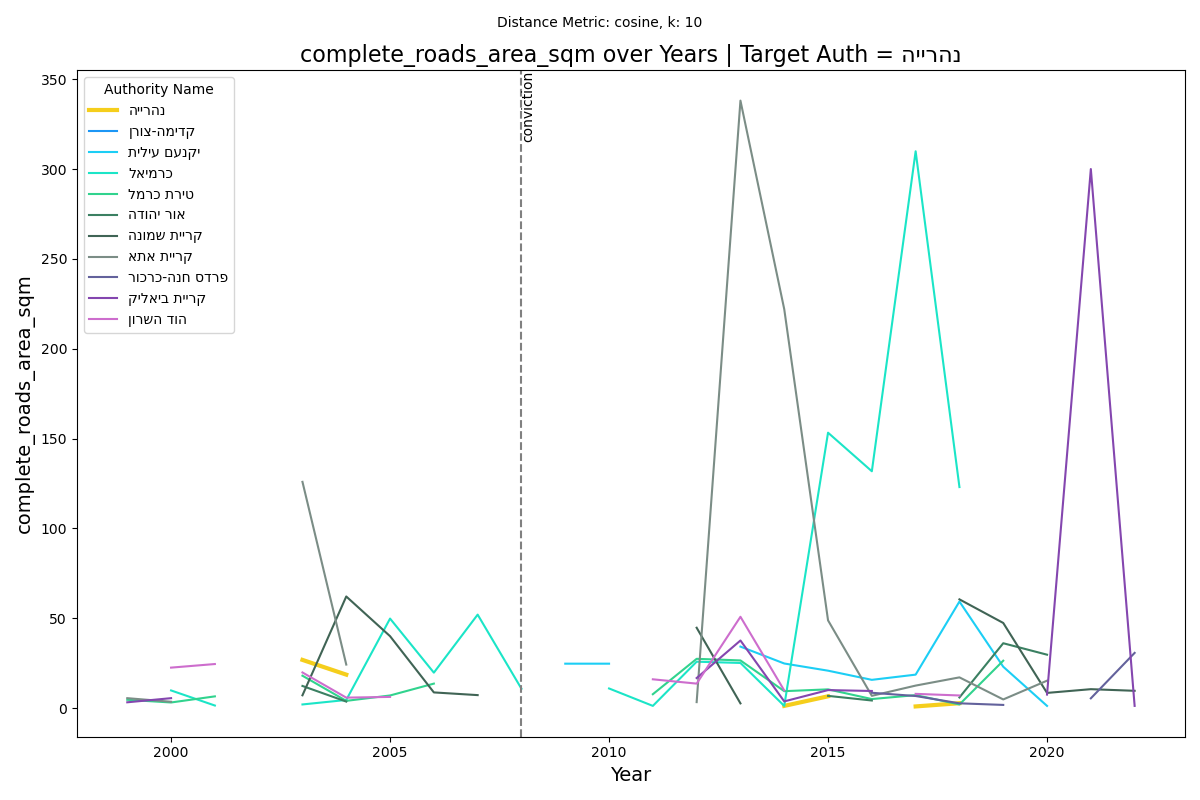 Distance Metric: cosine, k: 10
complete_roads_area_sqm over Years | Target Auth = נהרייה
Authority Name
נהרייה
קדימה-צורן
יקנעם עילית
כרמיאל
טירת כרמל
אור יהודה
קריית שמונה
קריית אתא
פרדס חנה-כרכור
קריית ביאליק
הוד השרון
conviction
complete_roads_area_sqm
350
300
250
200
150
100
50
0
2000 2005 2010 2015 2020
Year